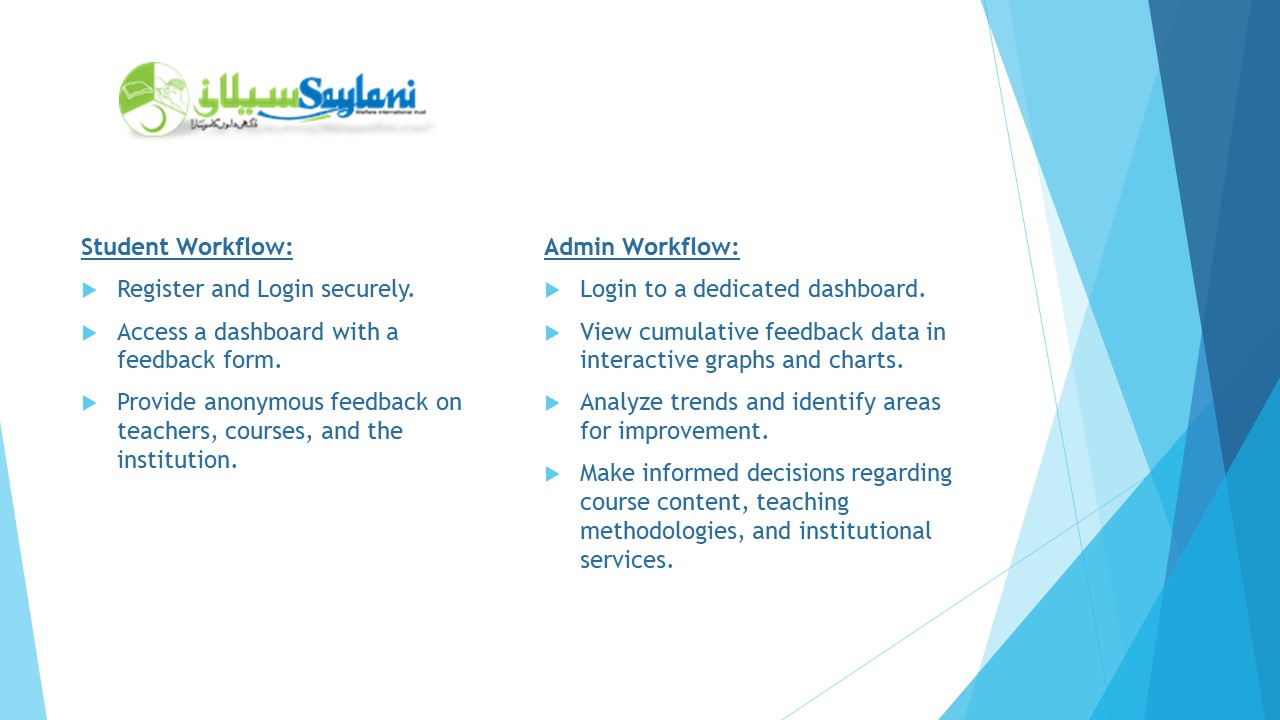 سیلانی Saylani
Welfare International Trust
Student Workflow:
Register and Login securely.
Access a dashboard with a
feedback form.
Provide anonymous feedback on
teachers, courses, and the
institution.
Admin Workflow:
Login to a dedicated dashboard.
View cumulative feedback data in
interactive graphs and charts.
Analyze trends and identify areas
for improvement.
Make informed decisions regarding
course content, teaching
methodologies, and institutional
services.